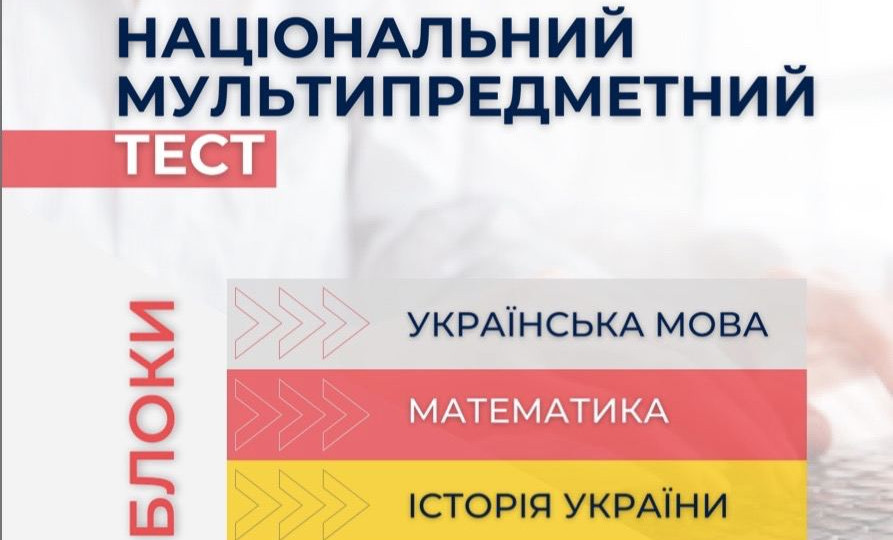 НАЦІОНАЛЬНИЙ
МУЛЬТИПРЕДМЕТНИЙ
ТЕСТ
БЛОКИ
УКРАЇНСЬКА МОВА
МАТЕМАТИКА
ІСТОРІЯ УКРАЇНИ